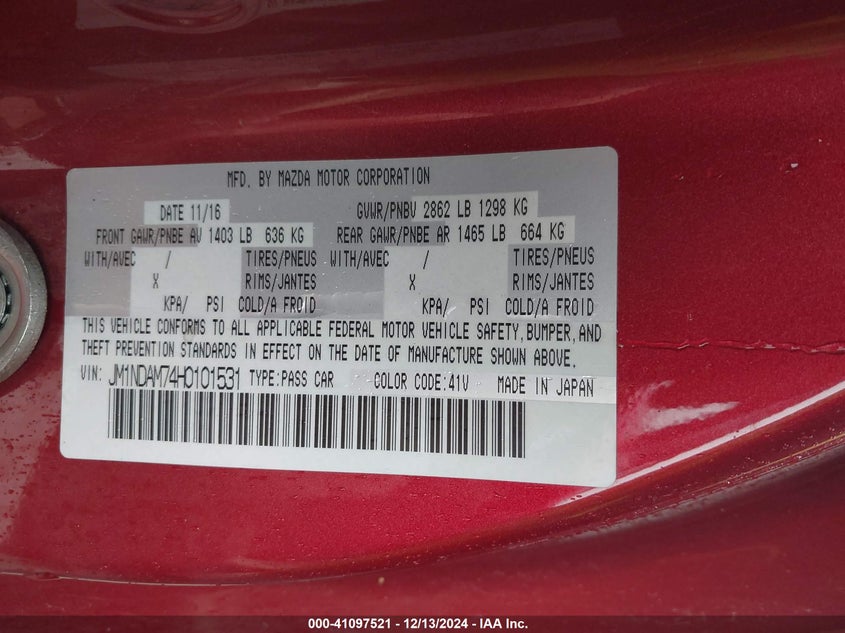 MFD. BY MAZDA MOTOR CORPORATION
DATE 11/16 GVWR/PNBV 2862 LB 1298 KG
FRONT GAWR/PNBE AV 1403 LB 636 KG REAR GAWR/PNBE AR 1465 LB 664 KG
WITH/AVEC / TIRES/PNEUS WITH/AVEC / TIRES/PNEUS
X RIMS/JANTES X RIMS/JANTES
KPA/ PSI COLD/A FROID KPA/ PSI COLD/A FROID
THIS VEHICLE CONFORMS TO ALL APPLICABLE FEDERAL MOTOR VEHICLE SAFETY, BUMPER, AND
THEFT PREVENTION STANDARDS IN EFFECT ON THE DATE OF MANUFACTURE SHOWN ABOVE.
VIN: JM1NDAM74H0101531 TYPE:PASS CAR COLOR CODE:41V MADE IN JAPAN
000-41097521 - 12/13/2024 - IAA Inc.